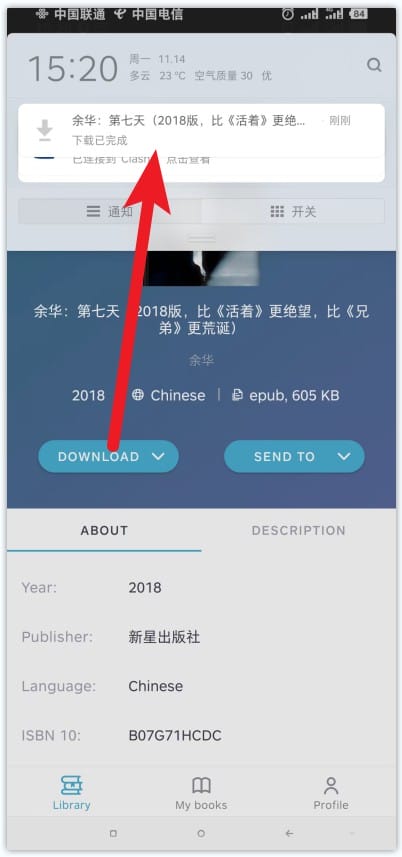 中国联通 中国电信 84
15:20
周一 11.14
多云 23 ℃ 空气质量 30 优
余华：第七天（2018版，比《活着》更绝... · 刚刚
下载已完成
已连接到 Clash 点击查看
通知 开关
余华：第七天（2018版，比《活着》更绝望，比《兄
弟》更荒诞）
余华
2018 Chinese | epub, 605 KB
DOWNLOAD SEND TO
ABOUT DESCRIPTION
Year: 2018
Publisher: 新星出版社
Language: Chinese
ISBN 10: B07G71HCDC
Library My books Profile